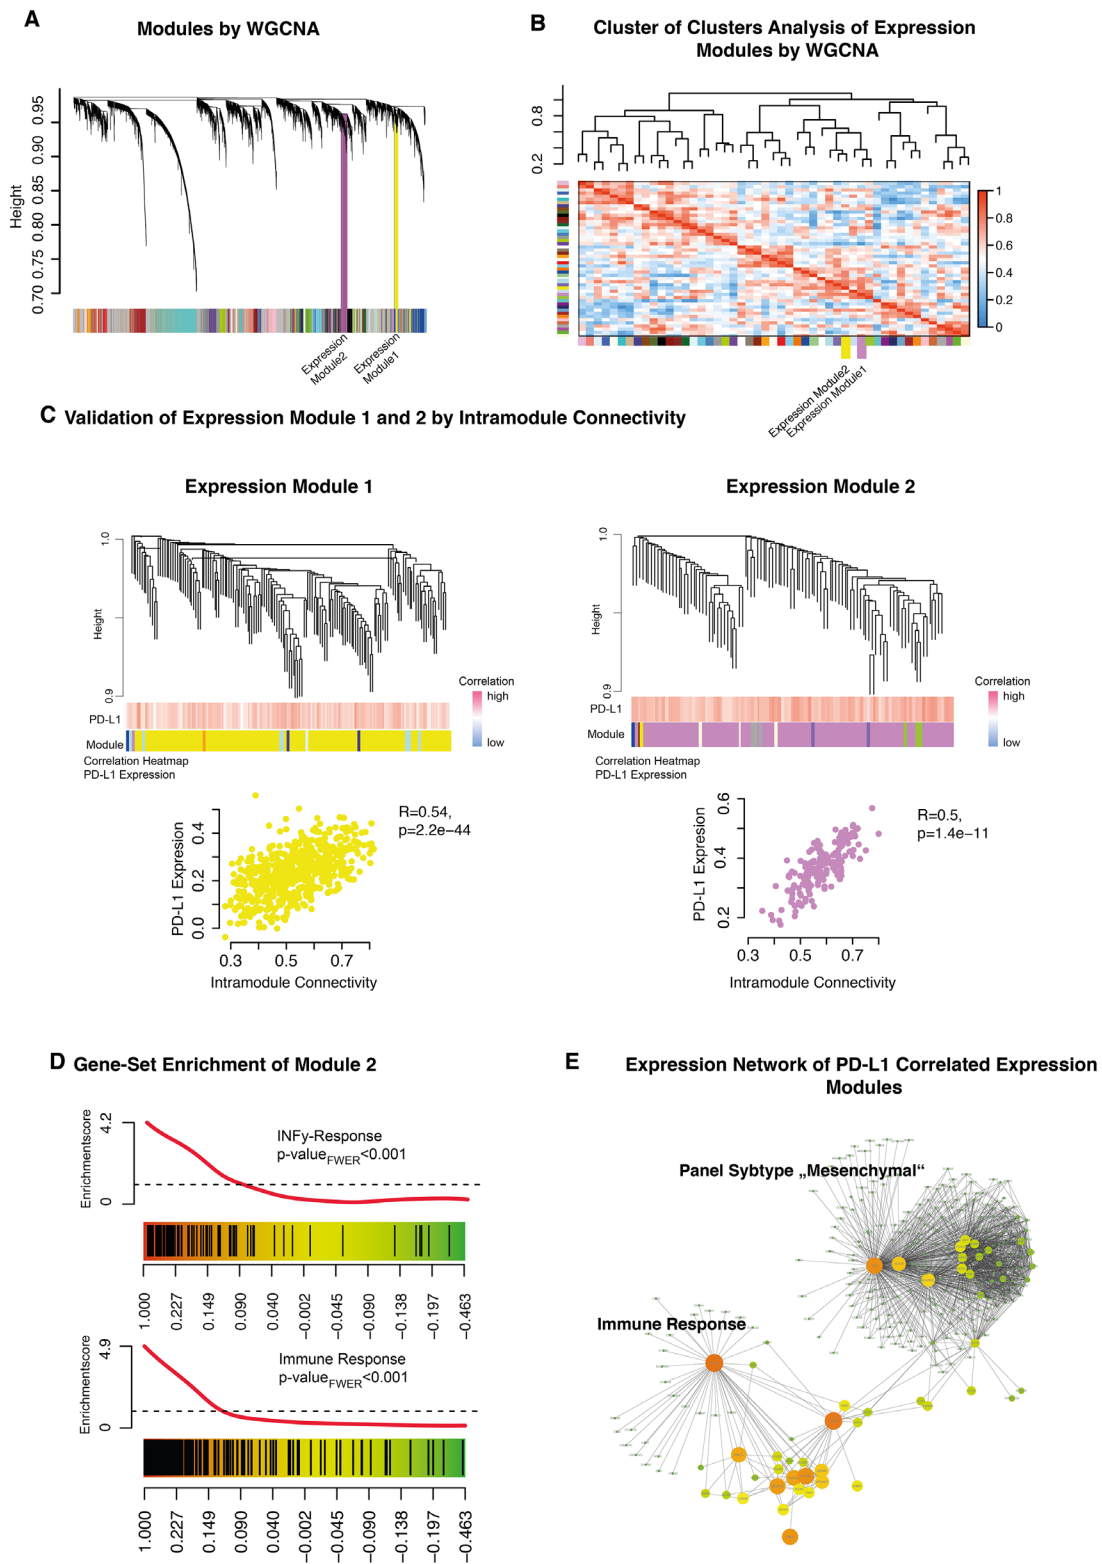 A
Modules by WGCNA
Height
0.95
0.90
0.85
0.80
0.75
0.70
Expression
Module2
Expression
Module1
B
Cluster of Clusters Analysis of Expression
Modules by WGCNA
0.8
0.2
1
0.8
0.6
0.4
0.2
0
Expression Module2
Expression Module1
C Validation of Expression Module 1 and 2 by Intramodule Connectivity
Expression Module 1
1.0
Height
0.9
Correlation
high
low
PD-L1
Module
Correlation Heatmap
PD-L1 Expression
R=0.54,
p=2.2e−44
PD-L1 Expresion
0.4
0.2
0.0
0.3 0.5 0.7
Intramodule Connectivity
Expression Module 2
1.0
Height
0.9
Correlation
high
low
PD-L1
Module
Correlation Heatmap
PD-L1 Expression
R=0.5,
p=1.4e−11
PD-L1 Expresion
0.6
0.4
0.2
0.3 0.5 0.7
Intramodule Connectivity
D Gene-Set Enrichment of Module 2
Enrichmentscore
4.2
0
INFy-Response
p-valueFWER<0.001
1.000 0.227 0.149 0.090 0.040 −0.002 −0.045 −0.090 −0.138 −0.197 −0.463
Enrichmentscore
4.9
0
Immune Response
p-valueFWER<0.001
1.000 0.227 0.149 0.090 0.040 −0.002 −0.045 −0.090 −0.138 −0.197 −0.463
E
Expression Network of PD-L1 Correlated Expression
Modules
Panel Sybtype „Mesenchymal“
Immune Response